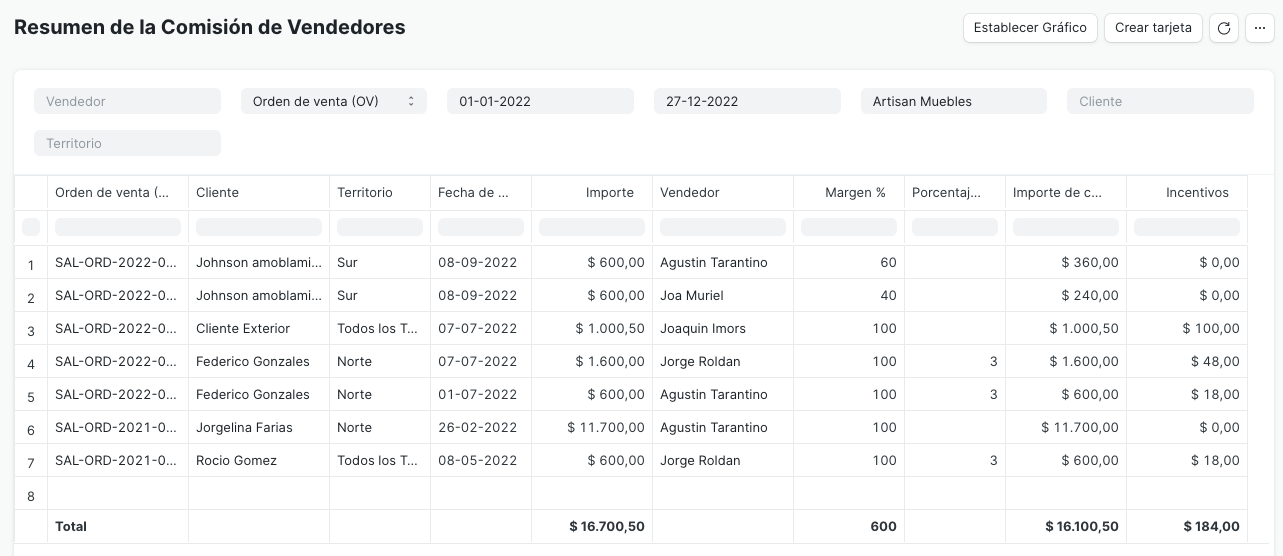 Resumen de la Comisión de Vendedores
Establecer Gráfico Crear tarjeta ...
Vendedor Orden de venta (OV) 01-01-2022 27-12-2022 Artisan Muebles Cliente
Territorio
Orden de venta (... Cliente Territorio Fecha de ... Importe Vendedor Margen % Porcentaj... Importe de c... Incentivos
1 SAL-ORD-2022-0... Johnson amoblami... Sur 08-09-2022 $ 600,00 Agustin Tarantino 60 $ 360,00 $ 0,00
2 SAL-ORD-2022-0... Johnson amoblami... Sur 08-09-2022 $ 600,00 Joa Muriel 40 $ 240,00 $ 0,00
3 SAL-ORD-2022-0... Cliente Exterior Todos los T... 07-07-2022 $ 1.000,50 Joaquin Imors 100 $ 1.000,50 $ 100,00
4 SAL-ORD-2022-0... Federico Gonzales Norte 07-07-2022 $ 1.600,00 Jorge Roldan 100 3 $ 1.600,00 $ 48,00
5 SAL-ORD-2022-0... Federico Gonzales Norte 01-07-2022 $ 600,00 Agustin Tarantino 100 3 $ 600,00 $ 18,00
6 SAL-ORD-2021-0... Jorgelina Farias Norte 26-02-2022 $ 11.700,00 Agustin Tarantino 100 $ 11.700,00 $ 0,00
7 SAL-ORD-2021-0... Rocio Gomez Todos los T... 08-05-2022 $ 600,00 Jorge Roldan 100 3 $ 600,00 $ 18,00
8
Total $ 16.700,50 600 $ 16.100,50 $ 184,00